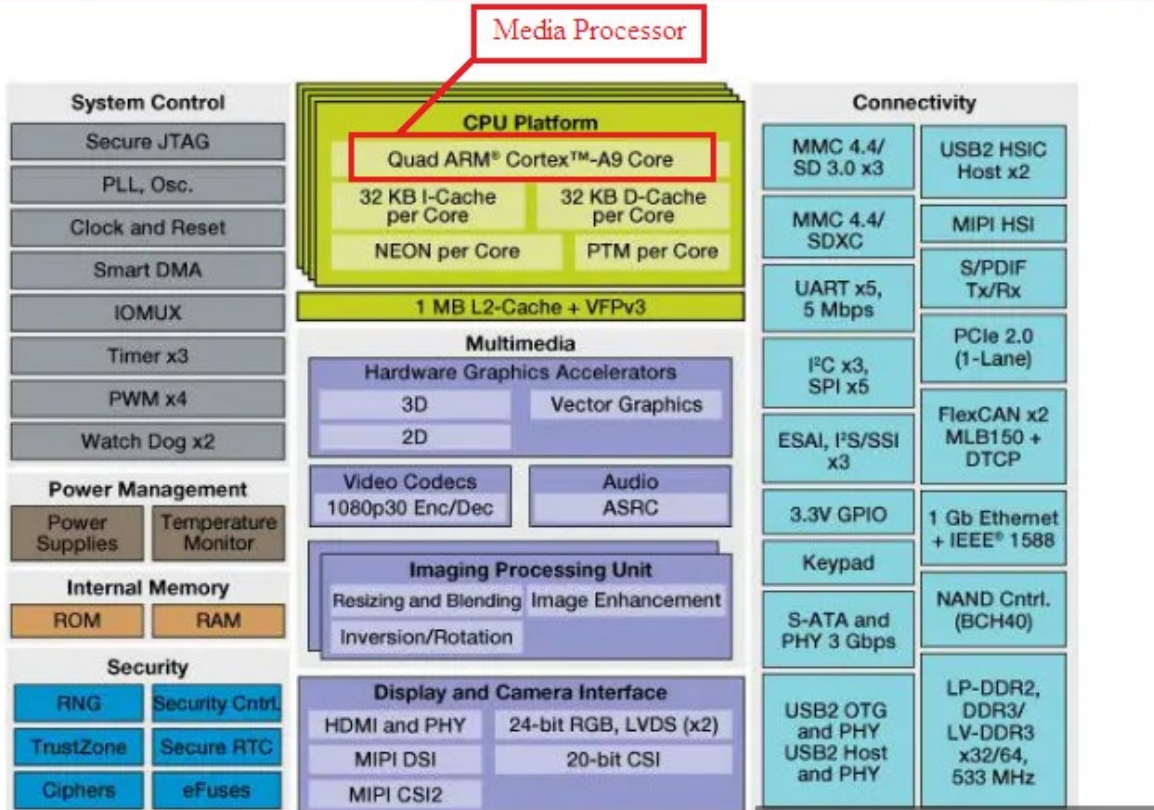 Media Processor
System Control
Secure JTAG
PLL, Osc.
Clock and Reset
Smart DMA
IOMUX
Timer x3
PWM x4
Watch Dog x2
Power Management
Power
Supplies
Temperature
Monitor
Internal Memory
ROM
RAM
Security
RNG
Security Cntrl.
TrustZone
Secure RTC
Ciphers
eFuses
CPU Platform
Quad ARM® Cortex™-A9 Core
32 KB I-Cache
per Core
32 KB D-Cache
per Core
NEON per Core
PTM per Core
1 MB L2-Cache + VFPv3
Multimedia
Hardware Graphics Accelerators
3D
Vector Graphics
2D
Video Codecs
1080p30 Enc/Dec
Audio
ASRC
Imaging Processing Unit
Resizing and Blending
Image Enhancement
Inversion/Rotation
Display and Camera Interface
HDMI and PHY
24-bit RGB, LVDS (x2)
MIPI DSI
20-bit CSI
MIPI CSI2
Connectivity
MMC 4.4/
SD 3.0 x3
MMC 4.4/
SDXC
UART x5,
5 Mbps
I²C x3,
SPI x5
ESAI, I²S/SSI
x3
3.3V GPIO
Keypad
S-ATA and
PHY 3 Gbps
USB2 OTG
and PHY
USB2 Host
and PHY
USB2 HSIC
Host x2
MIPI HSI
S/PDIF
Tx/Rx
PCIe 2.0
(1-Lane)
FlexCAN x2
MLB150 +
DTCP
1 Gb Ethernet
+ IEEE® 1588
NAND Cntrl.
(BCH40)
LP-DDR2,
DDR3/
LV-DDR3
x32/64,
533 MHz